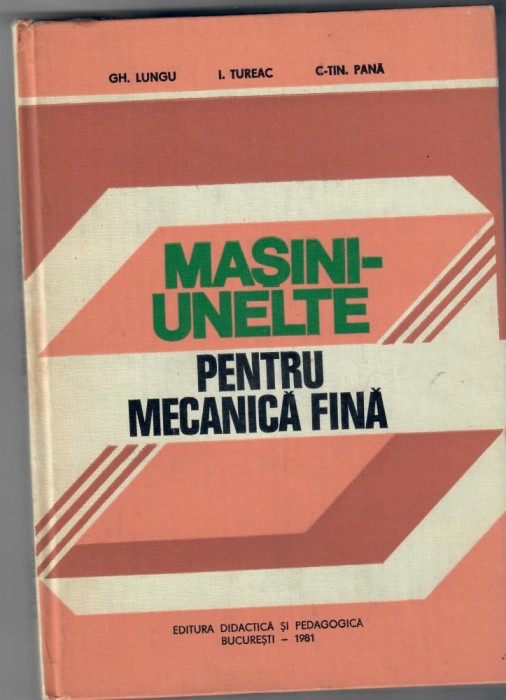 GH. LUNGU I. TUREAC C-TIN. PANĂ
MAȘINI-
UNELTE
PENTRU
MECANICĂ FINĂ
EDITURA DIDACTICĂ ȘI PEDAGOGICĂ
BUCUREȘTI – 1981